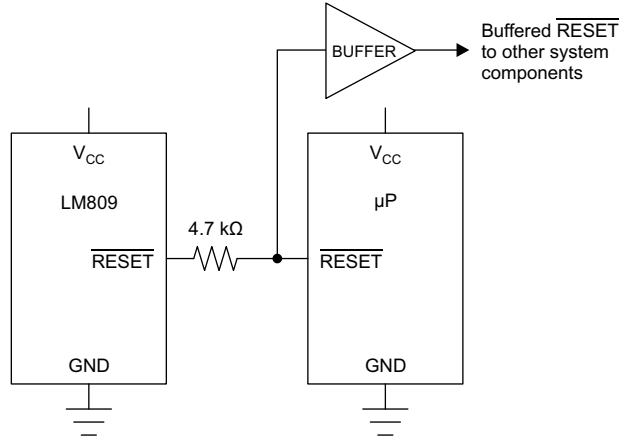 BUFFER
Buffered RESET
to other system
components
VCC
LM809
RESET
GND
4.7 kΩ
VCC
µP
RESET
GND